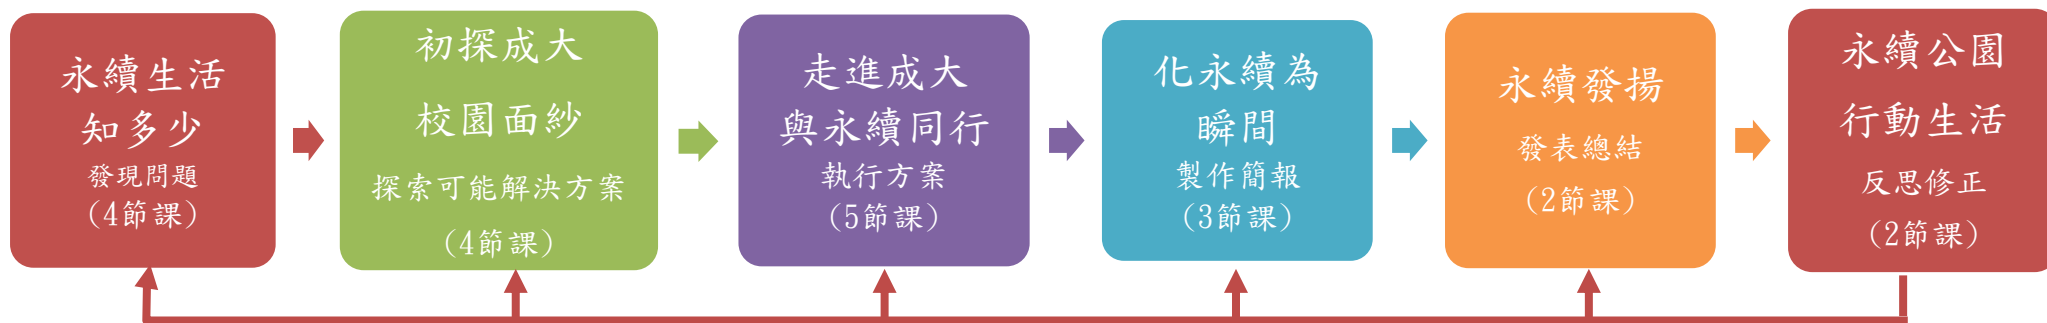 永續生活
知多少
發現問題
(4節課)
初探成大
校園面紗
探索可能解決方案
(4節課)
走進成大
與永續同行
執行方案
(5節課)
化永續為
瞬間
製作簡報
(3節課)
永續發揚
發表總結
(2節課)
永續公園
行動生活
反思修正
(2節課)